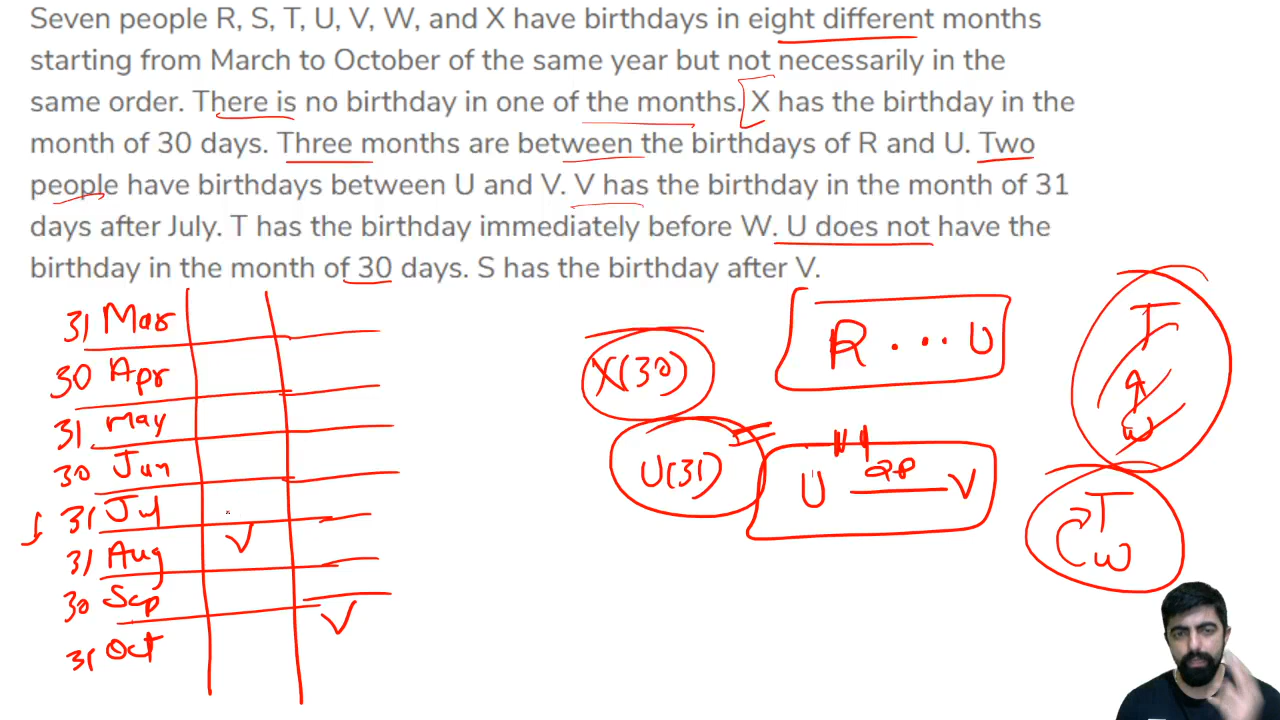 Seven people R, S, T, U, V, W, and X have birthdays in eight different months
starting from March to October of the same year but not necessarily in the
same order. There is no birthday in one of the months. X has the birthday in the
month of 30 days. Three months are between the birthdays of R and U. Two
people have birthdays between U and V. V has the birthday in the month of 31
days after July. T has the birthday immediately before W. U does not have the
birthday in the month of 30 days. S has the birthday after V.
31 Mar
30 Apr
31 May
30 Jun
31 Jul
31 Aug V
30 Sep
31 Oct V
X(30)
U(31)
R ... U
U 2P V
T
W
T
W